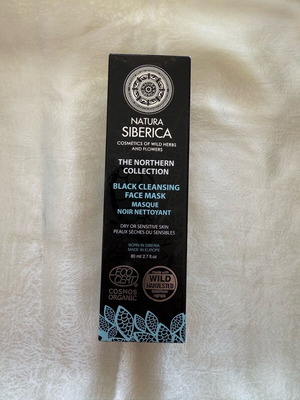 NATURA
SIBERICA
COSMETICS OF WILD HERBS
AND FLOWERS
THE NORTHERN
COLLECTION
BLACK CLEANSING
FACE MASK
MASQUE
NOIR NETTOYANT
DRY OR SENSITIVE SKIN
PEAUX SÈCHES OU SENSIBLES
BORN IN SIBERIA
MADE IN EUROPE
80 ml 2.7 fl.oz
ECO
CERT
COSMOS
ORGANIC
WILD
HARVESTED